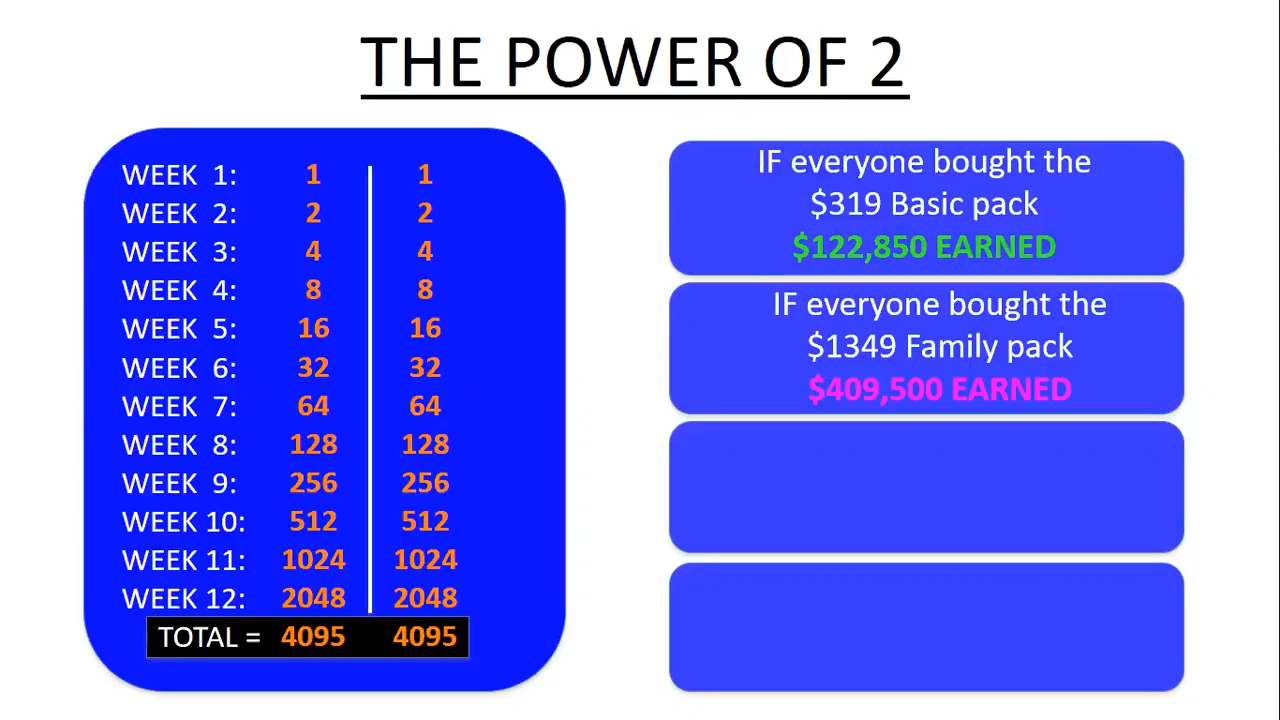 THE POWER OF 2
WEEK 1: 1 1
WEEK 2: 2 2
WEEK 3: 4 4
WEEK 4: 8 8
WEEK 5: 16 16
WEEK 6: 32 32
WEEK 7: 64 64
WEEK 8: 128 128
WEEK 9: 256 256
WEEK 10: 512 512
WEEK 11: 1024 1024
WEEK 12: 2048 2048
TOTAL = 4095 4095
IF everyone bought the
$319 Basic pack
$122,850 EARNED
IF everyone bought the
$1349 Family pack
$409,500 EARNED